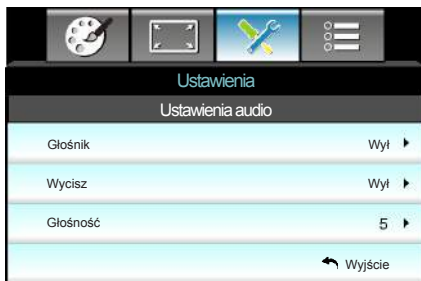 Ustawienia
Ustawienia audio
Głośnik Wył
Wycisz Wył
Głośność 5
Wyjście